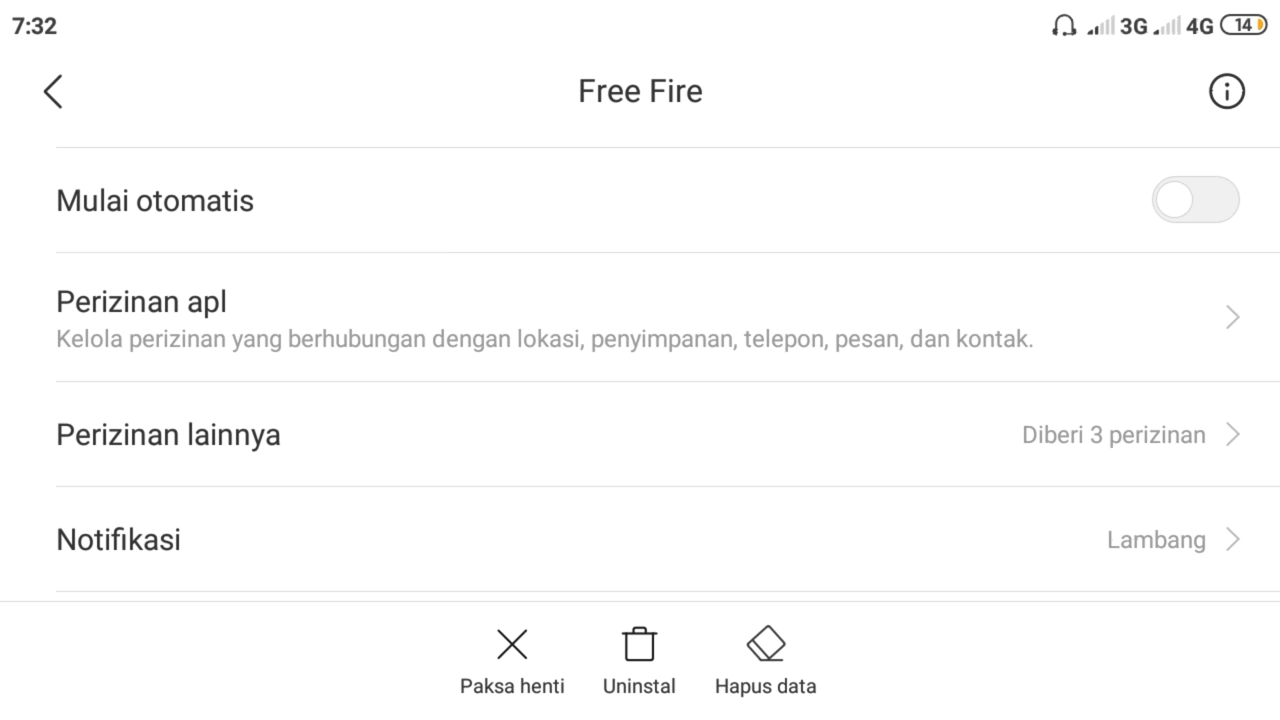 7:32 3G 4G 14
Free Fire
Mulai otomatis
Perizinan apl
Kelola perizinan yang berhubungan dengan lokasi, penyimpanan, telepon, pesan, dan kontak.
Perizinan lainnya Diberi 3 perizinan
Notifikasi Lambang
Paksa henti Uninstal Hapus data